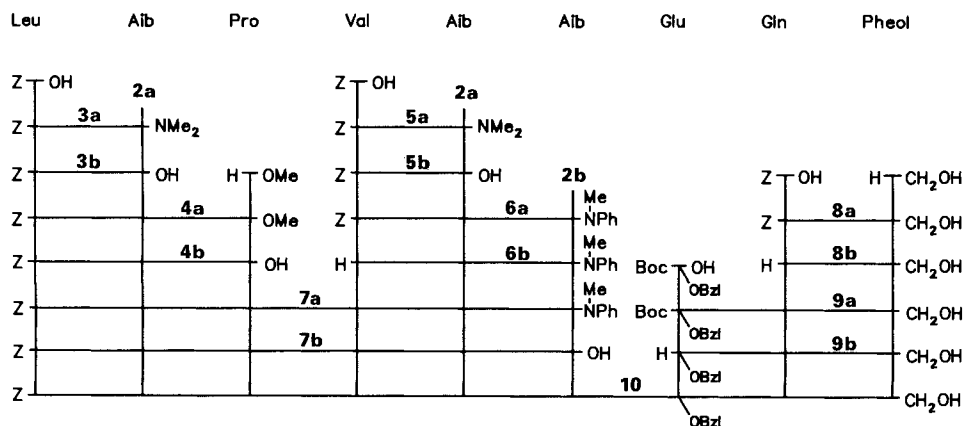 Leu Aib Pro Val Aib Aib Glu Gln Pheol
Z OH 2a Z OH 2a
Z 3a NMe₂ Z 5a NMe₂
Z 3b OH H OMe Z 5b OH 2b Z OH H CH₂OH
Z 4a OMe Z 6a Me NPh Z 8a CH₂OH
Z 4b OH H 6b Me NPh Boc OH OBzl H 8b CH₂OH
Z 7a Me NPh Boc OBzl 9a CH₂OH
Z 7b OH H OBzl 9b CH₂OH
Z 10 OBzl CH₂OH